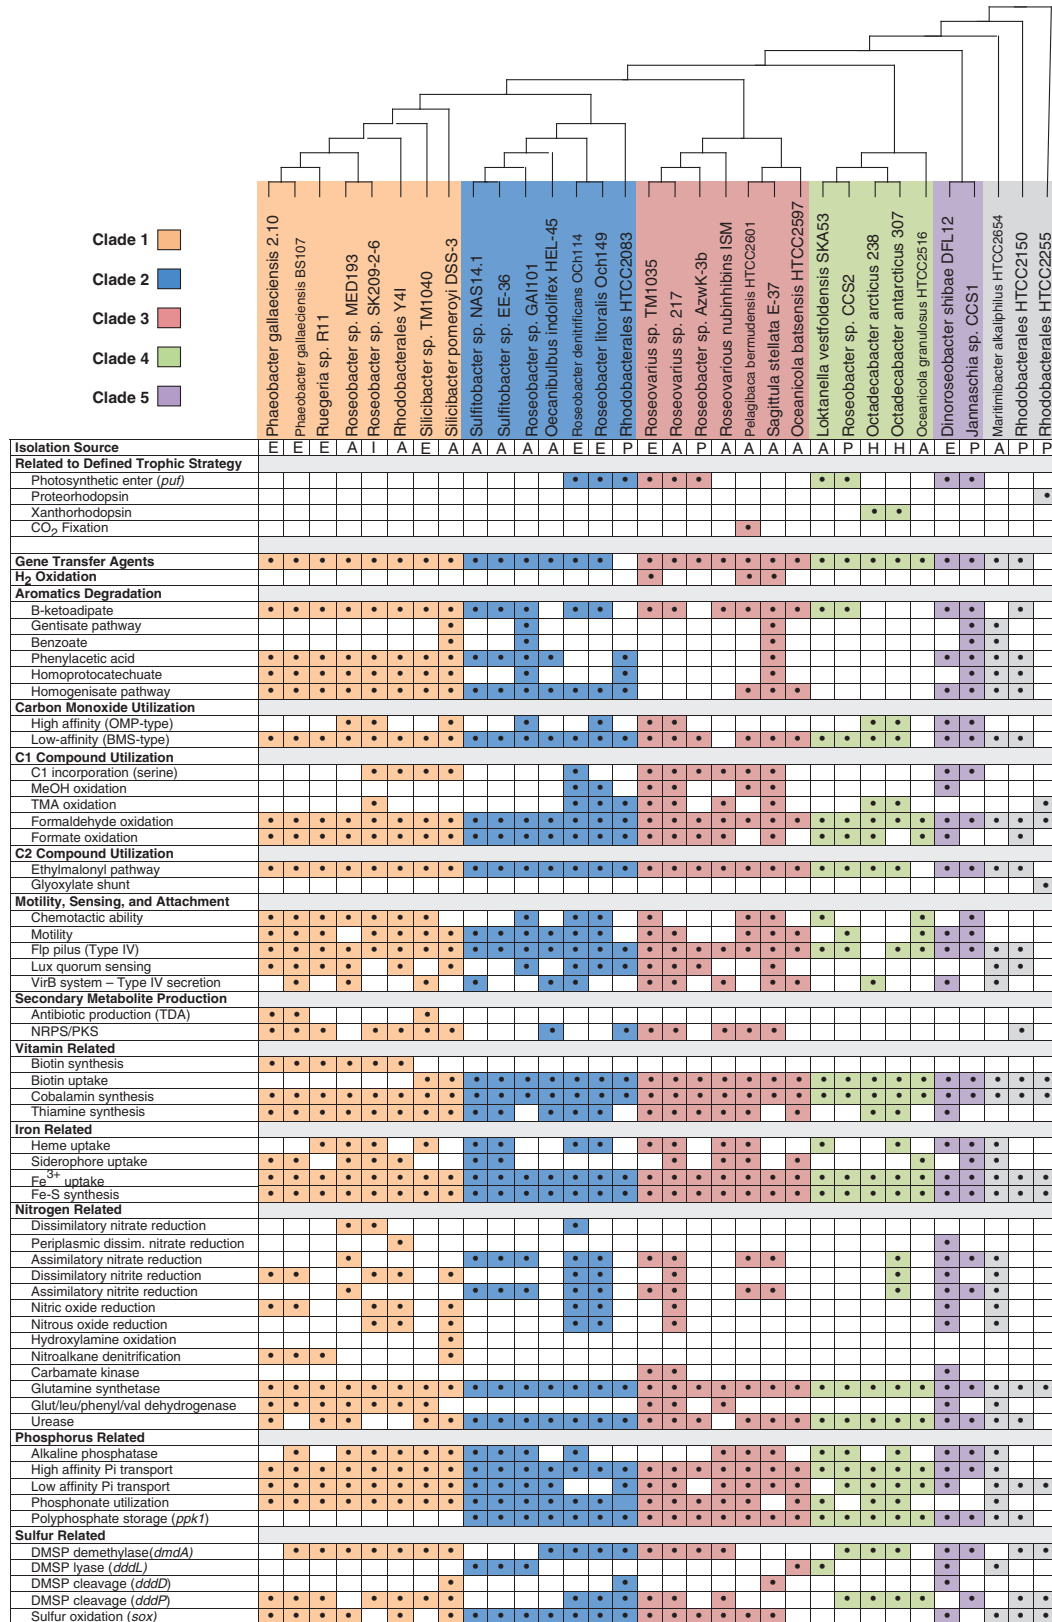 Clade 1
Clade 2
Clade 3
Clade 4
Clade 5
Phaeobacter gallaeciensis 2.10
Phaeobacter gallaeciensis BS107
Ruegeria sp. R11
Roseobacter sp. MED193
Roseobacter sp. SK209-2-6
Rhodobacterales Y4I
Silicibacter sp. TM1040
Silicibacter pomeroyi DSS-3
Sulfitobacter sp. NAS14.1
Sulfitobacter sp. EE-36
Roseobacter sp. GAI101
Oecanibulbus indolifex HEL-45
Roseobacter denitrificans OCh114
Roseobacter litoralis Och149
Rhodobacterales HTCC2083
Roseovarius sp. TM1035
Roseovarius sp. 217
Roseobacter sp. AzwK-3b
Roseovarious nubinhibins ISM
Pelagibaca bermudensis HTCC2601
Sagittula stellata E-37
Oceanicola batsensis HTCC2597
Loktanella vestfoldensis SKA53
Roseobacter sp. CCS2
Octadecabacter arcticus 238
Octadecabacter antarcticus 307
Oceanicola granulosus HTCC2516
Dinoroseobacter shibae DFL12
Jannaschia sp. CCS1
Maritimibacter alkaliphilus HTCC2654
Rhodobacterales HTCC2150
Rhodobacterales HTCC2255
Isolation Source E E E A I A E A A A A A E E P E A P A A A A A P H H A E P A P P
Related to Defined Trophic Strategy
Photosynthetic enter (puf)
Proteorhodopsin
Xanthorhodopsin
CO2 Fixation
Gene Transfer Agents
H2 Oxidation
Aromatics Degradation
B-ketoadipate
Gentisate pathway
Benzoate
Phenylacetic acid
Homoprotocatechuate
Homogenisate pathway
Carbon Monoxide Utilization
High affinity (OMP-type)
Low-affinity (BMS-type)
C1 Compound Utilization
C1 incorporation (serine)
MeOH oxidation
TMA oxidation
Formaldehyde oxidation
Formate oxidation
C2 Compound Utilization
Ethylmalonyl pathway
Glyoxylate shunt
Motility, Sensing, and Attachment
Chemotactic ability
Motility
Flp pilus (Type IV)
Lux quorum sensing
VirB system – Type IV secretion
Secondary Metabolite Production
Antibiotic production (TDA)
NRPS/PKS
Vitamin Related
Biotin synthesis
Biotin uptake
Cobalamin synthesis
Thiamine synthesis
Iron Related
Heme uptake
Siderophore uptake
Fe3+ uptake
Fe-S synthesis
Nitrogen Related
Dissimilatory nitrate reduction
Periplasmic dissim. nitrate reduction
Assimilatory nitrate reduction
Dissimilatory nitrite reduction
Assimilatory nitrite reduction
Nitric oxide reduction
Nitrous oxide reduction
Hydroxylamine oxidation
Nitroalkane denitrification
Carbamate kinase
Glutamine synthetase
Glut/leu/phenyl/val dehydrogenase
Urease
Phosphorus Related
Alkaline phosphatase
High affinity Pi transport
Low affinity Pi transport
Phosphonate utilization
Polyphosphate storage (ppk1)
Sulfur Related
DMSP demethylase(dmdA)
DMSP lyase (dddL)
DMSP cleavage (dddD)
DMSP cleavage (dddP)
Sulfur oxidation (sox)